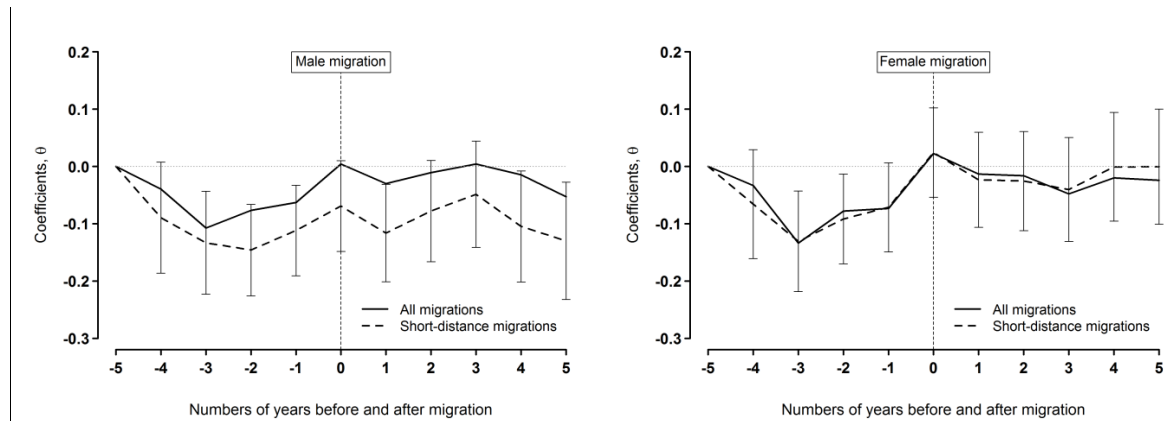 Male migration
0.2
0.1
0.0
-0.1
-0.2
-0.3
Coefficients, θ
All migrations
Short-distance migrations
-5 -4 -3 -2 -1 0 1 2 3 4 5
Numbers of years before and after migration
Female migration
0.2
0.1
0.0
-0.1
-0.2
-0.3
Coefficients, θ
All migrations
Short-distance migrations
-5 -4 -3 -2 -1 0 1 2 3 4 5
Numbers of years before and after migration